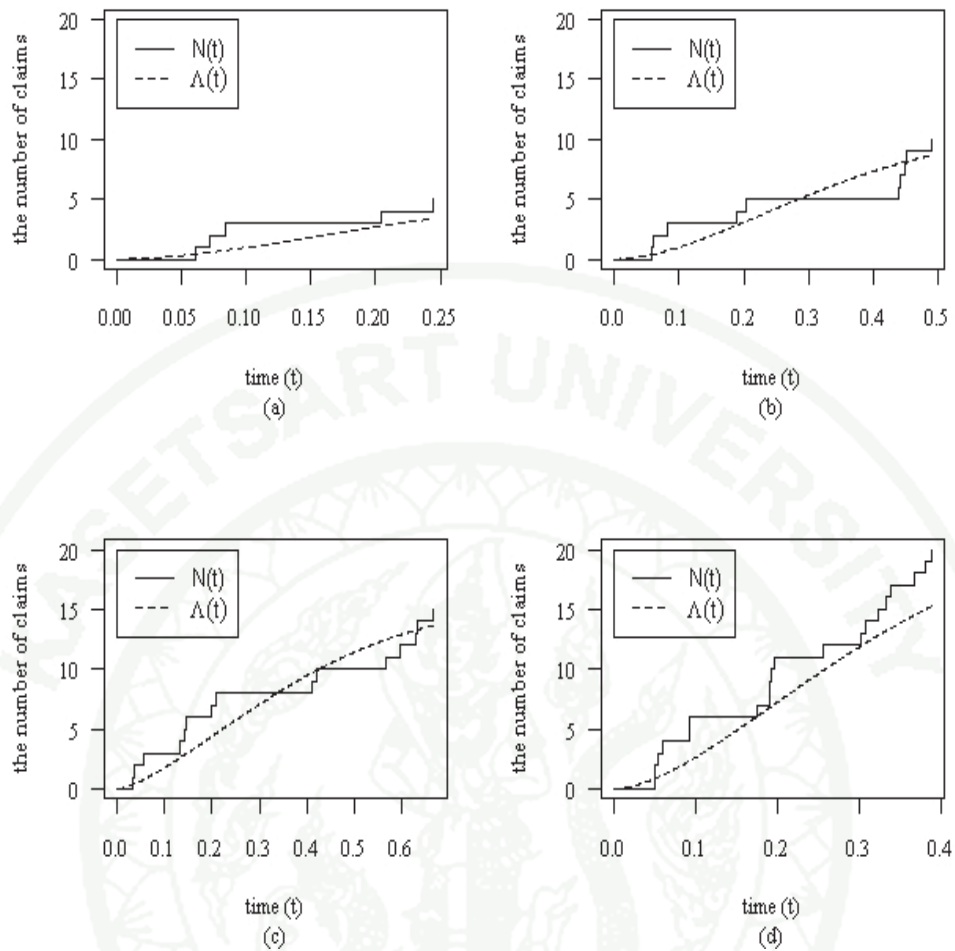 the number of claims
20
15
10
5
0
N(t)
Λ(t)
0.00 0.05 0.10 0.15 0.20 0.25
time (t)
(a)
the number of claims
20
15
10
5
0
N(t)
Λ(t)
0.0 0.1 0.2 0.3 0.4 0.5
time (t)
(b)
the number of claims
20
15
10
5
0
N(t)
Λ(t)
0.0 0.1 0.2 0.3 0.4 0.5 0.6
time (t)
(c)
the number of claims
20
15
10
5
0
N(t)
Λ(t)
0.0 0.1 0.2 0.3 0.4
time (t)
(d)
KASETSART UNIVERSITY